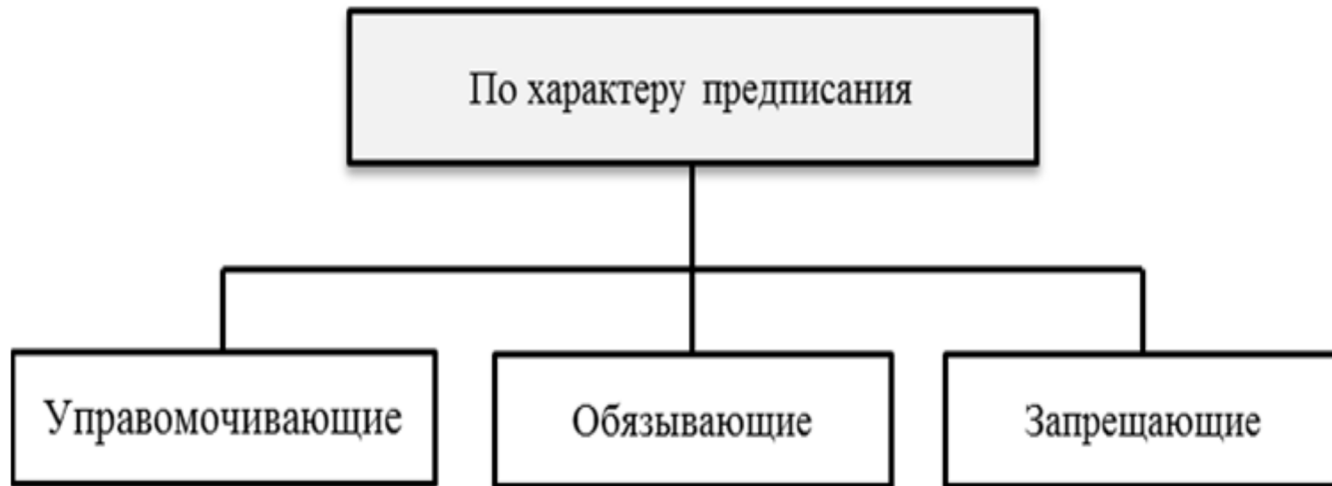 По характеру предписания
Управомочивающие
Обязывающие
Запрещающие